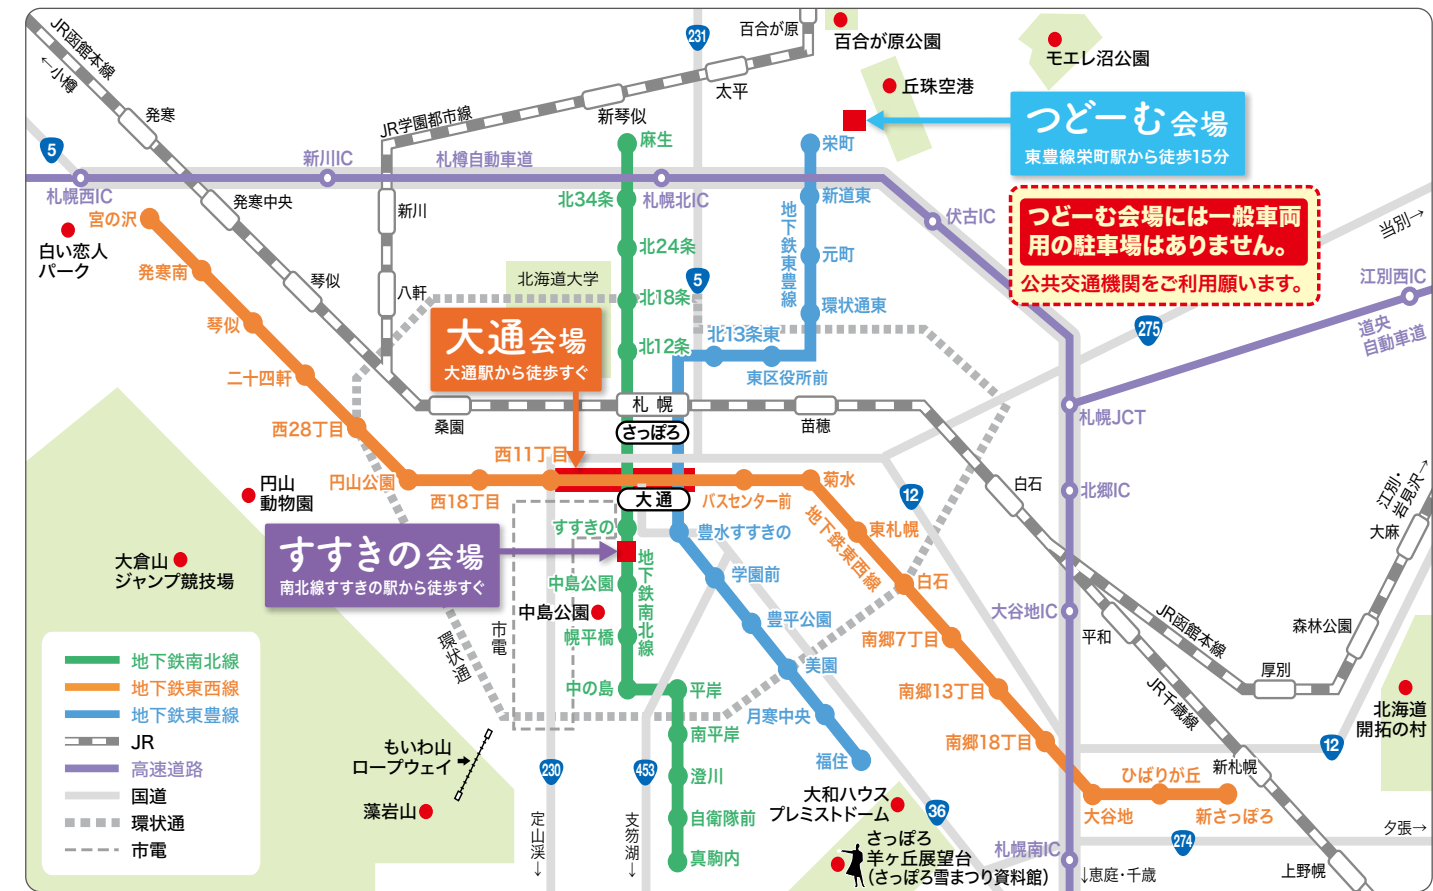 JR函館本線
←小樽
発寒
5
JR学園都市線
新琴似
231
百合が原
太平
百合が原公園
モエレ沼公園
丘珠空港
つどーむ会場
東豊線栄町駅から徒歩15分
つどーむ会場には一般車両
用の駐車場はありません。
公共交通機関をご利用願います。
麻生
栄町
新川IC
札樽自動車道
札幌西IC
札幌北IC
伏古IC
当別→
江別西IC
道央
自動車道
275
発寒中央
宮の沢
白い恋人
パーク
発寒南
琴似
琴似
新川
八軒
北34条
北24条
北海道大学
北18条
北12条
5
新道東
地下鉄東豊線
元町
環状通東
北13条東
東区役所前
大通会場
大通駅から徒歩すぐ
二十四軒
西28丁目
円山公園
西18丁目
西11丁目
桑園
札幌
さっぽろ
苗穂
札幌JCT
大通
バスセンター前
菊水
12
白石
北郷IC
江別・
岩見沢→
大麻
円山
動物園
大倉山
ジャンプ競技場
すすきの会場
南北線すすきの駅から徒歩すぐ
すすきの
豊水すすきの
地下鉄東西線
東札幌
中島公園
中島公園
地下鉄南北線
学園前
白石
豊平公園
南郷7丁目
大谷地IC
平和
JR函館本線
森林公園
幌平橋
市電
環状通
中の島
平岸
美園
南郷13丁目
厚別
JR千歳線
北海道
開拓の村
月寒中央
南郷18丁目
12
南平岸
福住
新札幌
ひばりが丘
大谷地
新さっぽろ
澄川
もいわ山
ロープウェイ
藻岩山
230
453
定山渓→
支笏湖→
自衛隊前
真駒内
大和ハウス
プレミストドーム
36
さっぽろ
羊ヶ丘展望台
(さっぽろ雪まつり資料館)
札幌南IC
↓恵庭・千歳
274
夕張→
上野幌
地下鉄南北線
地下鉄東西線
地下鉄東豊線
JR
高速道路
国道
環状通
市電